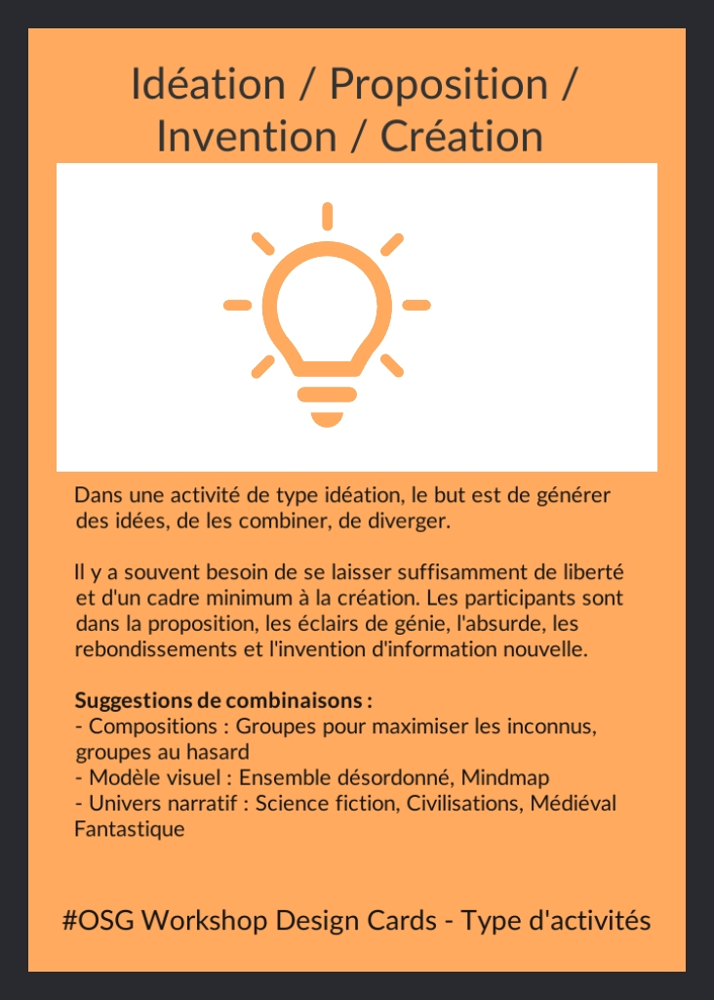 Idéation / Proposition /
Invention / Création
Dans une activité de type idéation, le but est de générer
des idées, de les combiner, de diverger.
Il y a souvent besoin de se laisser suffisamment de liberté
et d'un cadre minimum à la création. Les participants sont
dans la proposition, les éclairs de génie, l'absurde, les
rebondissements et l'invention d'information nouvelle.
Suggestions de combinaisons :
- Compositions : Groupes pour maximiser les inconnus,
groupes au hasard
- Modèle visuel : Ensemble désordonné, Mindmap
- Univers narratif : Science fiction, Civilisations, Médiéval
Fantastique
#OSG Workshop Design Cards - Type d'activités